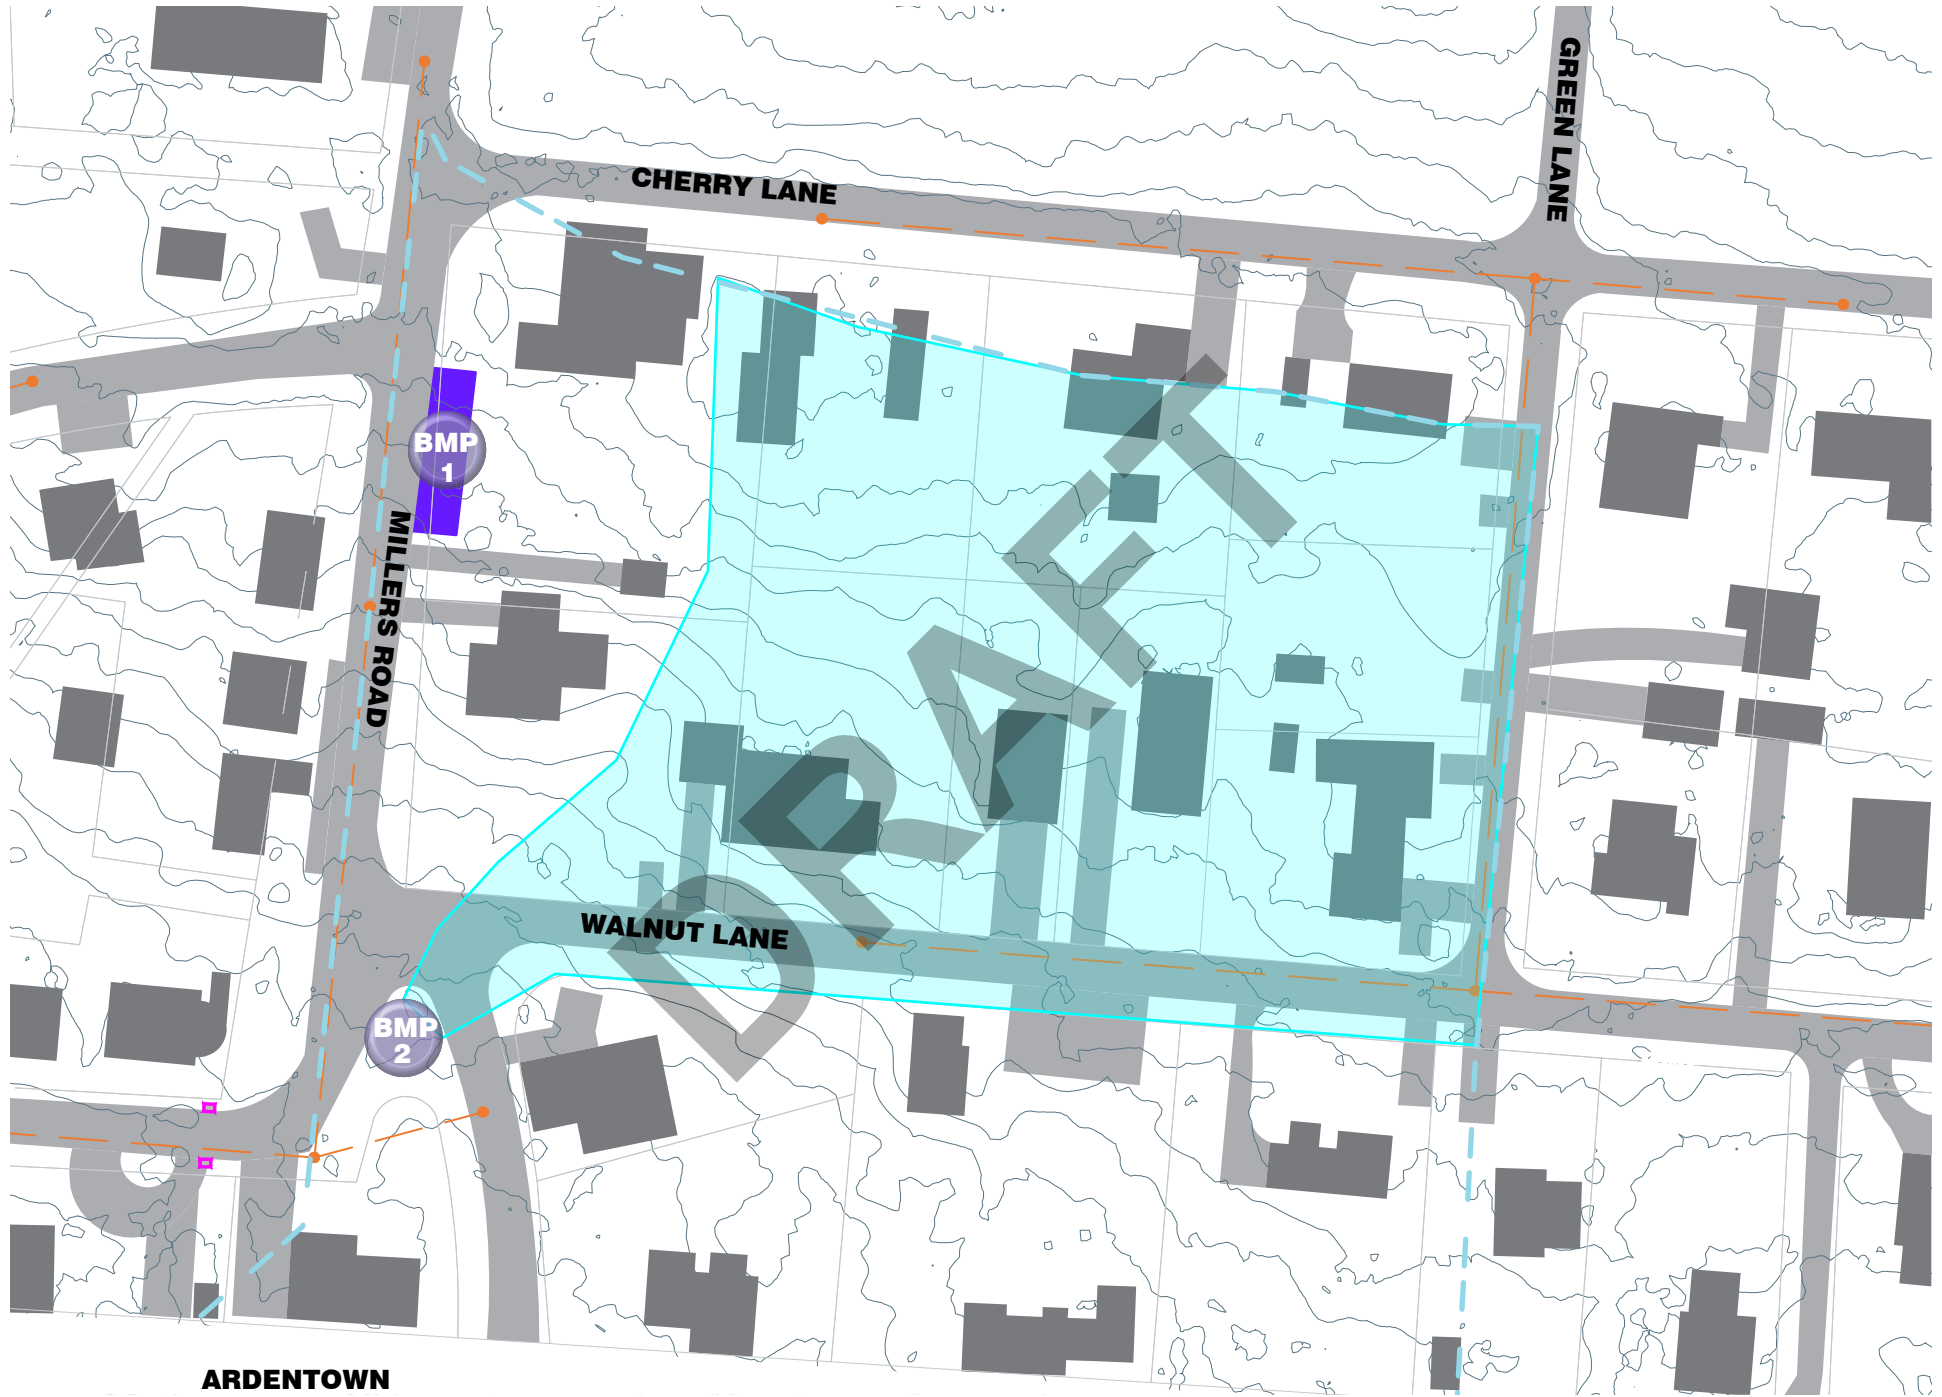 GREEN LANE
CHERRY LANE
BMP
1
MILLERS ROAD
DRAFT
WALNUT LANE
BMP
2
ARDENTOWN